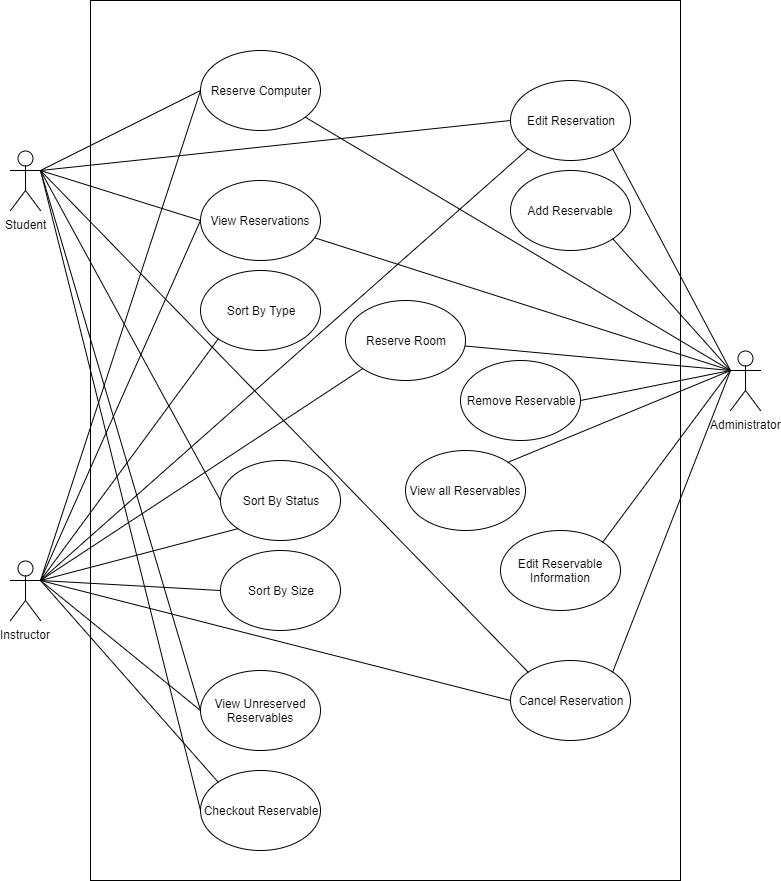 Reserve Computer
Edit Reservation
Student
View Reservations
Add Reservable
Sort By Type
Reserve Room
Remove Reservable
Administrator
Sort By Status
View all Reservables
Edit Reservable
Information
Sort By Size
Instructor
View Unreserved
Reservables
Cancel Reservation
Checkout Reservable